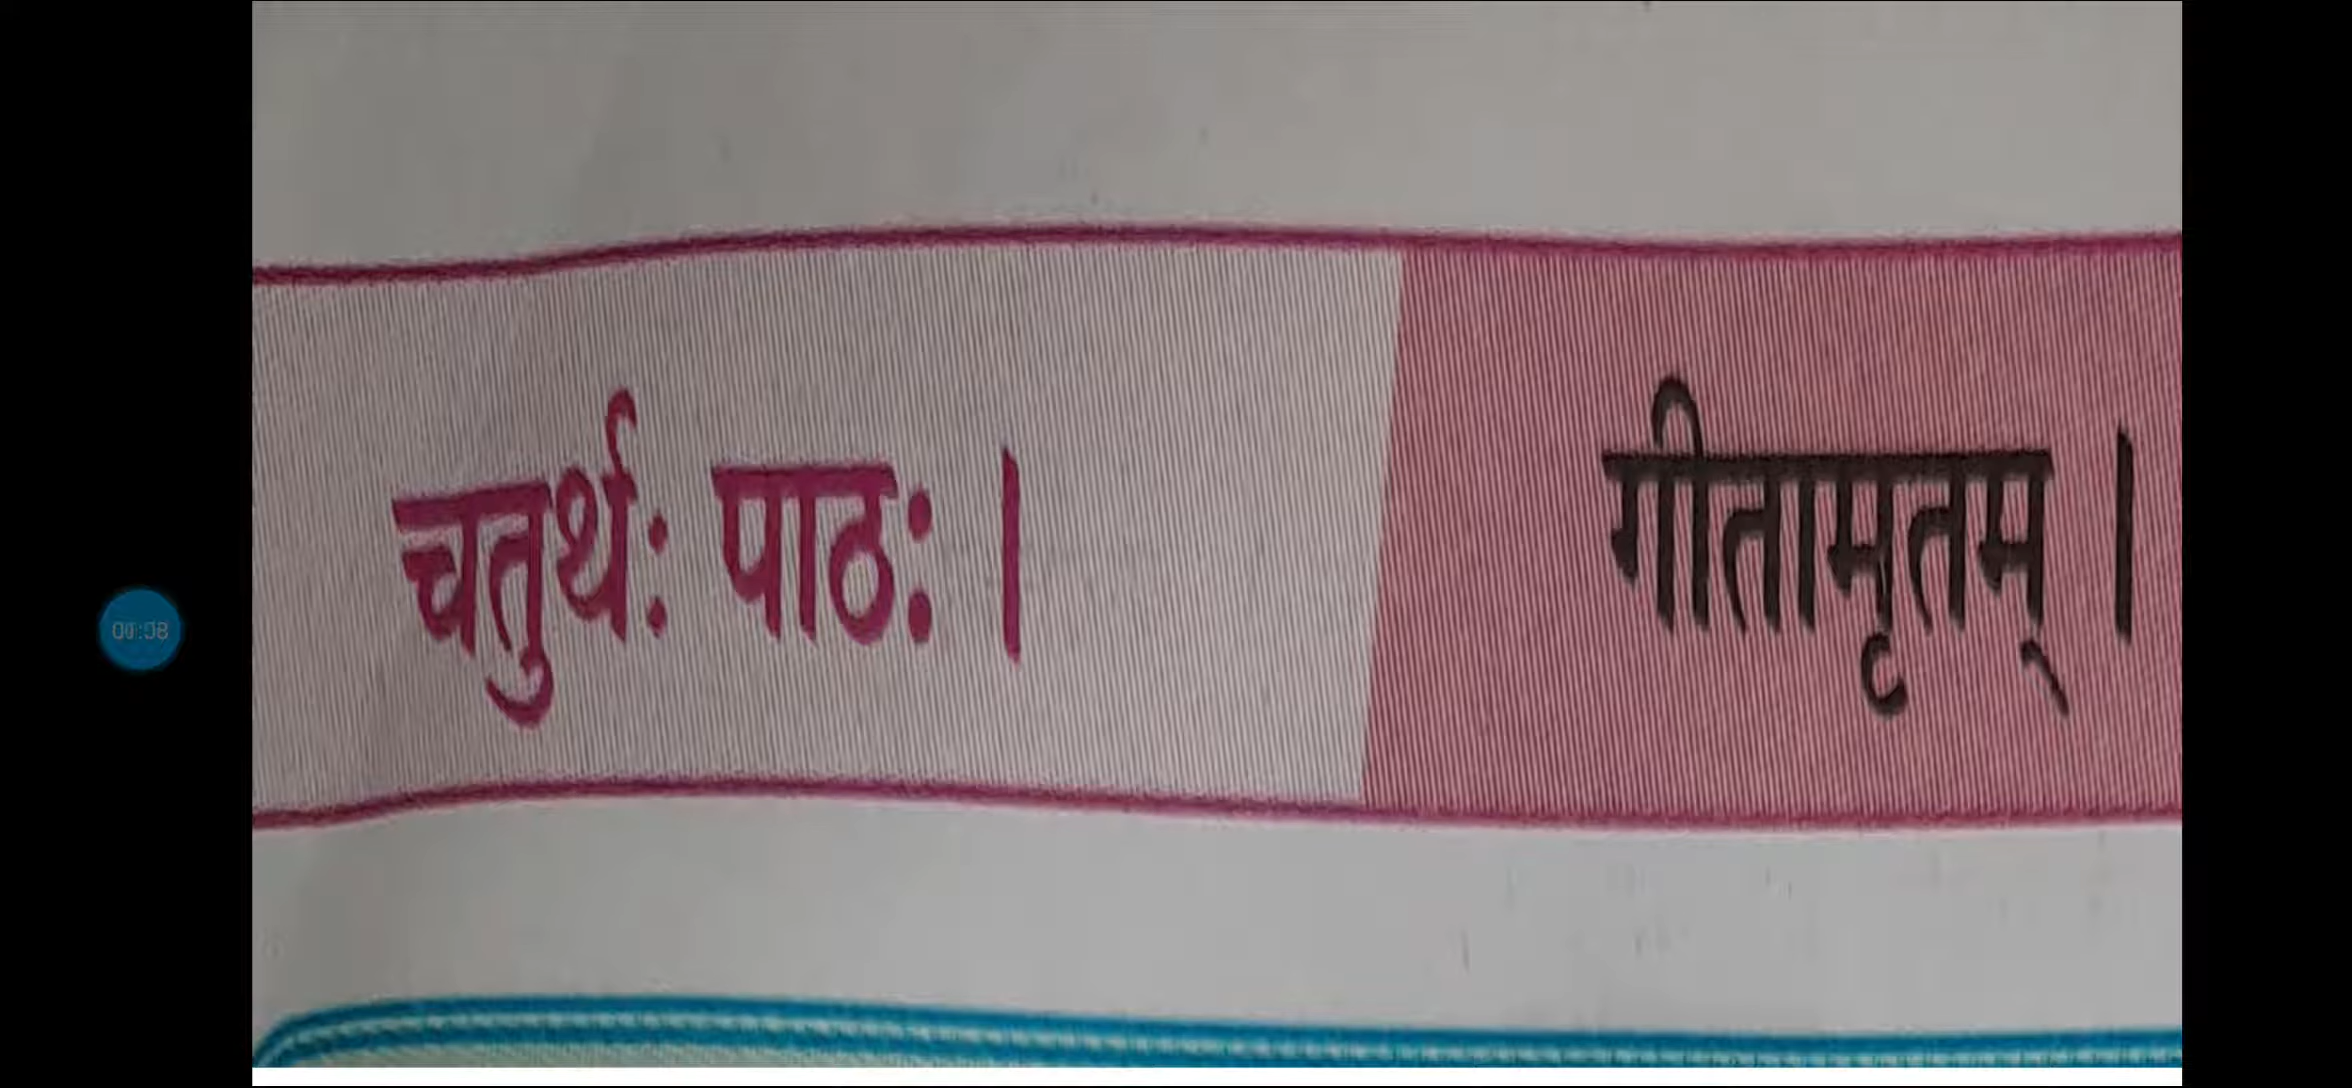 चतुर्थः पाठः । गीतामृतम् ।